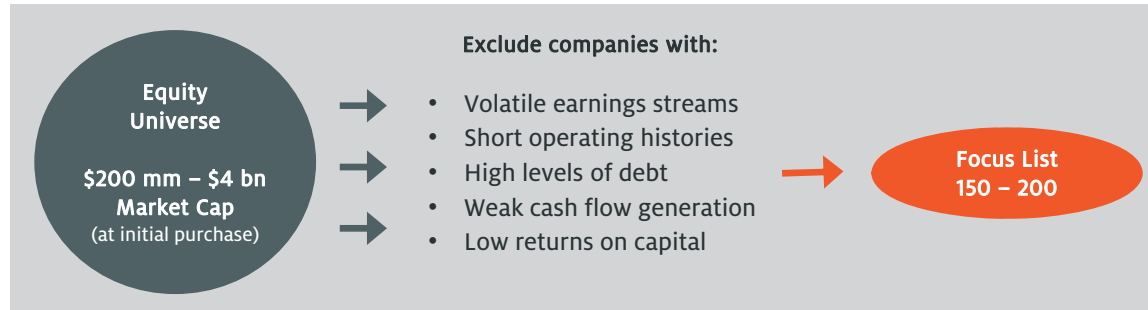 Equity
Universe
$200 mm – $4 bn
Market Cap
(at initial purchase)
Exclude companies with:
• Volatile earnings streams
• Short operating histories
• High levels of debt
• Weak cash flow generation
• Low returns on capital
Focus List
150 – 200